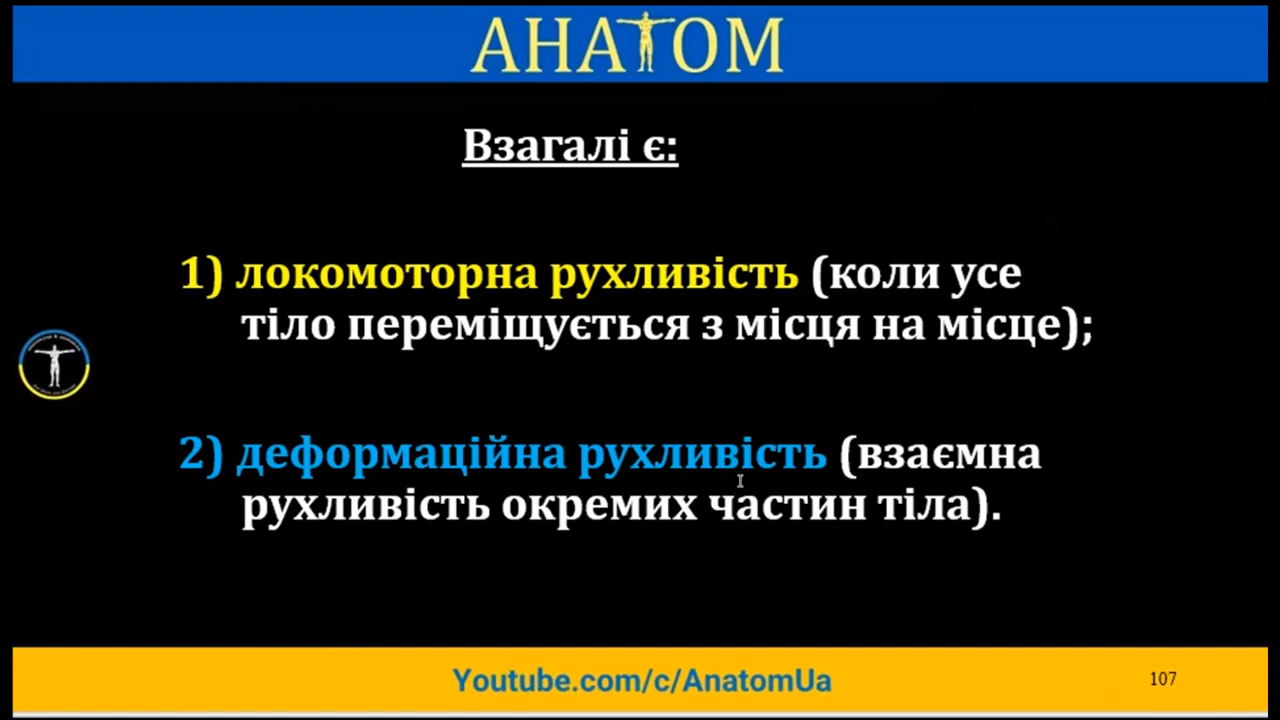 АНАТОМ
Взагалі є:
1) локомоторна рухливість (коли усе
тіло переміщується з місця на місце);
2) деформаційна рухливість (взаємна
рухливість окремих частин тіла).
Youtube.com/c/AnatomUa
107